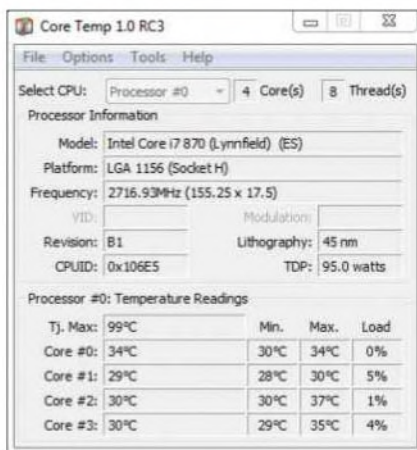 Core Temp 1.0 RC3
File Options Tools Help
Select CPU: Processor #0 4 Core(s) 8 Thread(s)
Processor Information
Model: Intel Core i7 870 (Lynnfield) (ES)
Platform: LGA 1156 (Socket H)
Frequency: 2716.93MHz (155.25 x 17.5)
VID: Modulation:
Revision: B1 Lithography: 45 nm
CPUID: 0x106E5 TDP: 95.0 watts
Processor #0: Temperature Readings
Tj. Max: 99°C Min. Max. Load
Core #0: 34°C 30°C 34°C 0%
Core #1: 29°C 28°C 30°C 5%
Core #2: 30°C 30°C 37°C 1%
Core #3: 30°C 29°C 35°C 4%